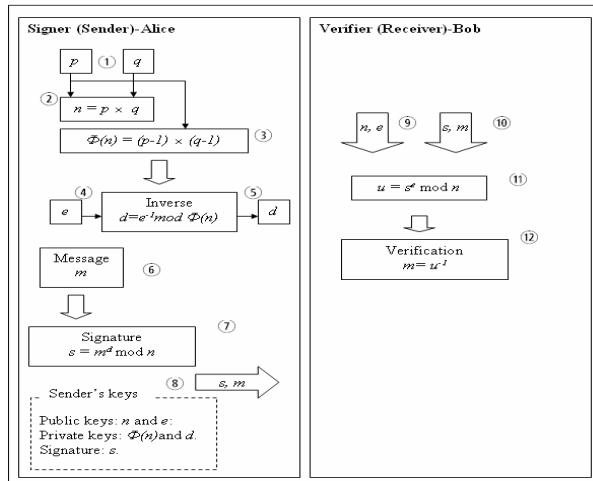 Signer (Sender)-Alice
p q ①
② n = p × q
Φ(n) = (p-1) × (q-1) ③
④ ⑤
e Inverse d
d=e⁻¹mod Φ(n)
Message
m ⑥
⑦
Signature
s = mᵈ mod n
⑧ s, m
Sender's keys
Public keys: n and e:
Private keys: Φ(n)and d.
Signature: s.
Verifier (Receiver)-Bob
n, e ⑨ s, m ⑩
u = sᵉ mod n ⑪
⑫
Verification
m= u⁻¹